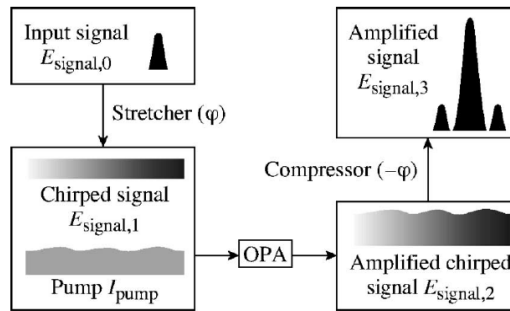 Input signal
E_signal,0
Stretcher (φ)
Chirped signal
E_signal,1
Pump I_pump
OPA
Amplified chirped
signal E_signal,2
Compressor (−φ)
Amplified
signal
E_signal,3